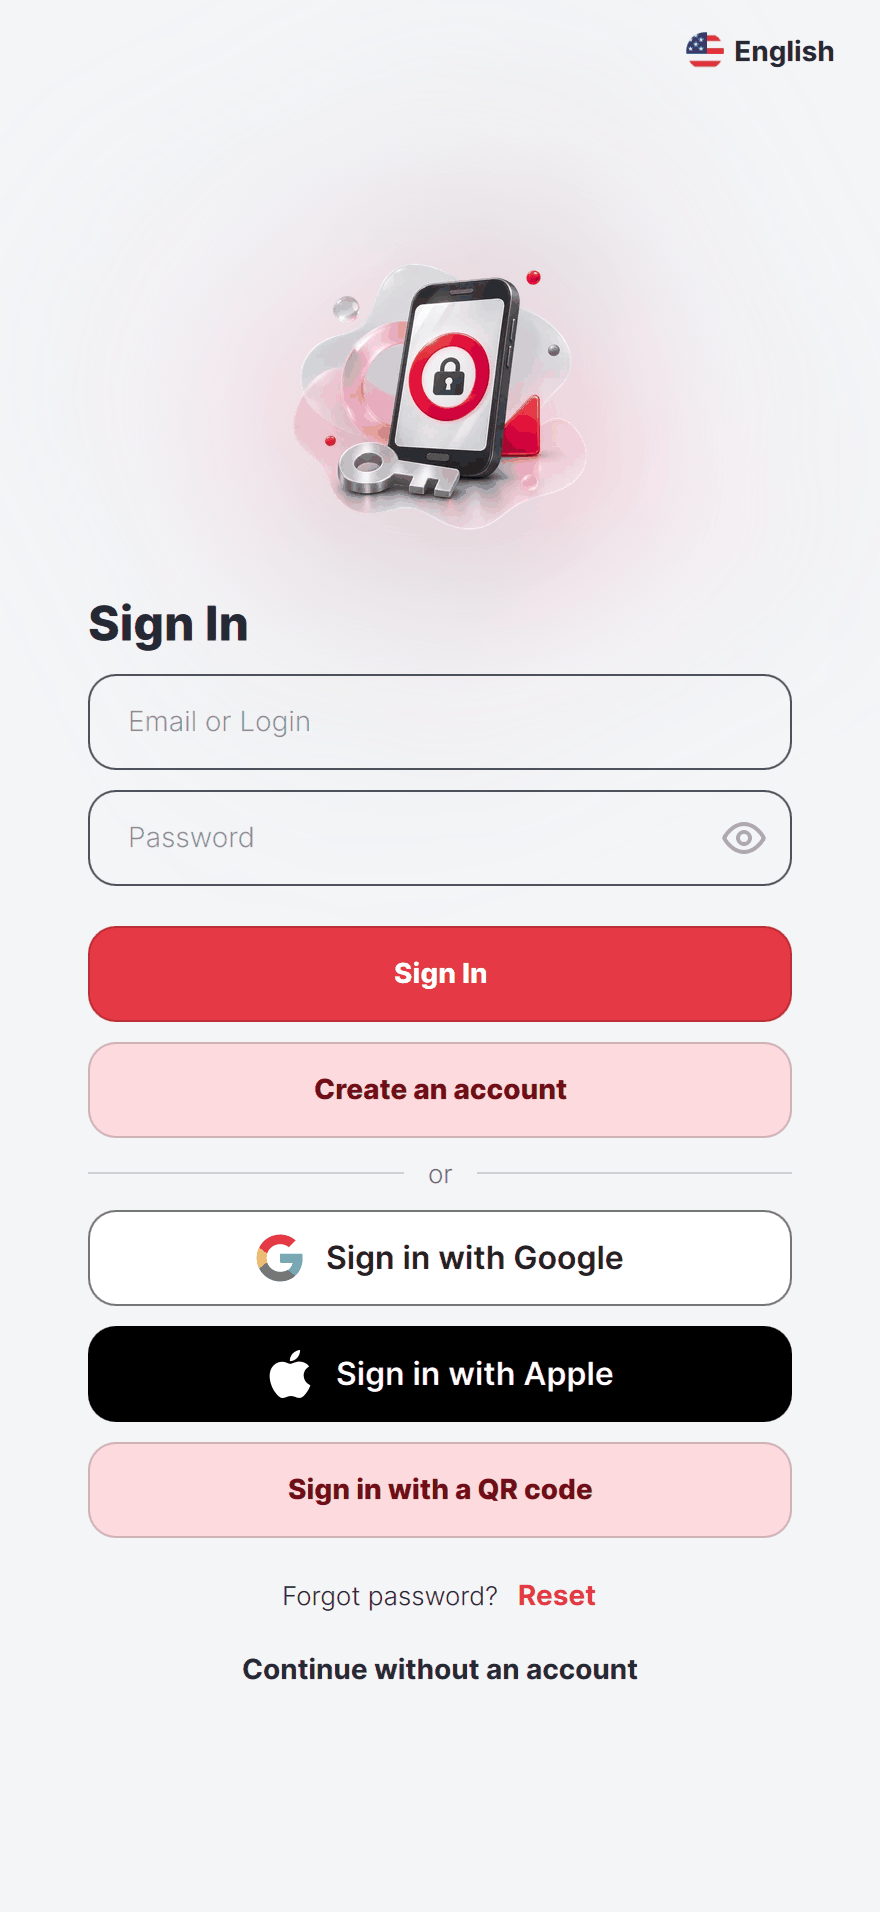 English
Sign In
Email or Login
Password
Sign In
Create an account
or
Sign in with Google
Sign in with Apple
Sign in with a QR code
Forgot password? Reset
Continue without an account